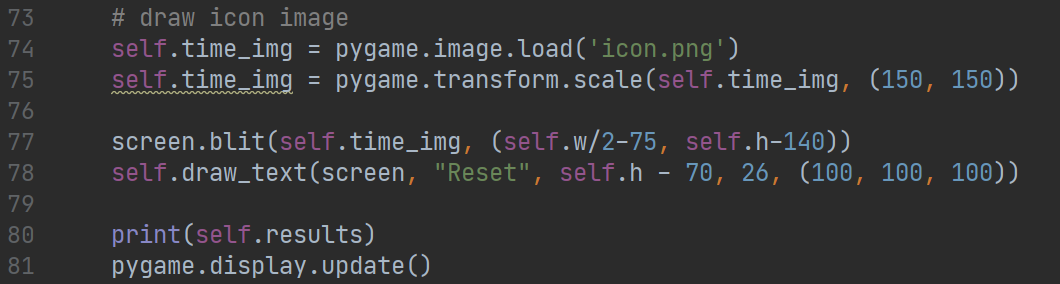 73 # draw icon image
74 self.time_img = pygame.image.load('icon.png')
75 self.time_img = pygame.transform.scale(self.time_img, (150, 150))
76
77 screen.blit(self.time_img, (self.w/2-75, self.h-140))
78 self.draw_text(screen, "Reset", self.h - 70, 26, (100, 100, 100))
79
80 print(self.results)
81 pygame.display.update()